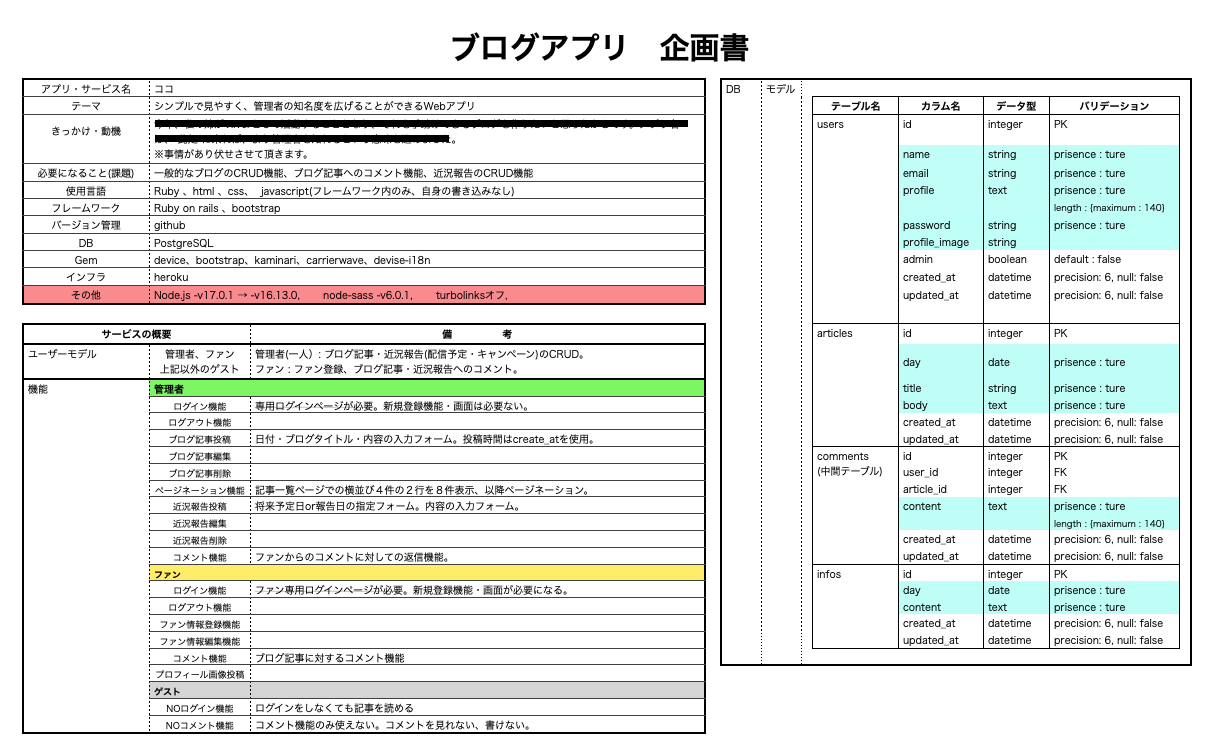 ブログアプリ　企画書
アプリ・サービス名 ココ
テーマ シンプルで見やすく、管理者の知名度を広げることができるWebアプリ
きっかけ・動機
※事情があり伏せさせて頂きます。
必要になること(課題) 一般的なブログのCRUD機能、ブログ記事へのコメント機能、近況報告のCRUD機能
使用言語 Ruby 、html 、css、 javascript(フレームワーク内のみ、自身の書き込みなし)
フレームワーク Ruby on rails 、bootstrap
バージョン管理 github
DB PostgreSQL
Gem device、bootstrap、kaminari、carrierwave、devise-i18n
インフラ heroku
その他 Node.js -v17.0.1 → -v16.13.0, node-sass -v6.0.1, turbolinksオフ,
サービスの概要 備　考
ユーザーモデル 管理者、ファン 管理者(一人）: ブログ記事・近況報告(配信予定・キャンペーン)のCRUD。
上記以外のゲスト ファン : ファン登録、ブログ記事・近況報告へのコメント。
機能 管理者
ログイン機能 専用ログインページが必要。新規登録機能・画面は必要ない。
ログアウト機能
ブログ記事投稿 日付・ブログタイトル・内容の入力フォーム。投稿時間はcreate_atを使用。
ブログ記事編集
ブログ記事削除
ページネーション機能 記事一覧ページでの横並び４件の２行を８件表示、以降ページネーション。
近況報告投稿 将来予定日or報告日の指定フォーム。内容の入力フォーム。
近況報告編集
近況報告削除
コメント機能 ファンからのコメントに対しての返信機能。
ファン
ログイン機能 ファン専用ログインページが必要。新規登録機能・画面が必要になる。
ログアウト機能
ファン情報登録機能
ファン情報編集機能
コメント機能 ブログ記事に対するコメント機能
プロフィール画像投稿
ゲスト
NOログイン機能 ログインをしなくても記事を読める
NOコメント機能 コメント機能のみ使えない。コメントを見れない、書けない。
DB モデル
テーブル名 カラム名 データ型 バリデーション
users id integer PK
name string prisence : ture
email string prisence : ture
profile text prisence : ture
length : {maximum : 140}
password string prisence : ture
profile_image string
admin boolean default : false
created_at datetime precision: 6, null: false
updated_at datetime precision: 6, null: false
articles id integer PK
day date prisence : ture
title string prisence : ture
body text prisence : ture
created_at datetime precision: 6, null: false
updated_at datetime precision: 6, null: false
comments id integer PK
(中間テーブル) user_id integer FK
article_id integer FK
content text prisence : ture
length : {maximum : 140}
created_at datetime precision: 6, null: false
updated_at datetime precision: 6, null: false
infos id integer PK
day date prisence : ture
content text prisence : ture
created_at datetime precision: 6, null: false
updated_at datetime precision: 6, null: false